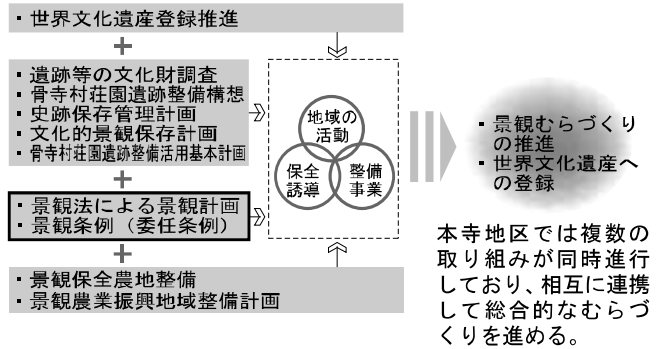 ・世界文化遺産登録推進
+
・遺跡等の文化財調査
・骨寺村荘園遺跡整備構想
・史跡保存管理計画
・文化的景観保存計画
・骨寺村荘園遺跡整備活用基本計画
+
・景観法による景観計画
・景観条例（委任条例）
+
・景観保全農地整備
・景観農業振興地域整備計画
地域の
活動
保全
誘導
整備
事業
・景観むらづくり
の推進
・世界文化遺産へ
の登録
本寺地区では複数の
取り組みが同時進行
しており、相互に連携
して総合的なむらづ
くりを進める。